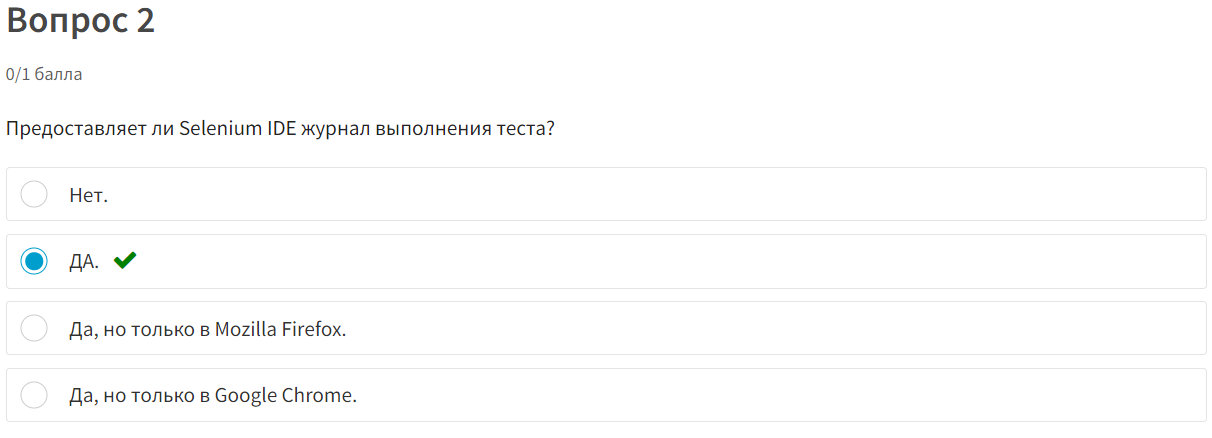 Вопрос 2
0/1 балла
Предоставляет ли Selenium IDE журнал выполнения теста?
Нет.
ДА.
Да, но только в Mozilla Firefox.
Да, но только в Google Chrome.